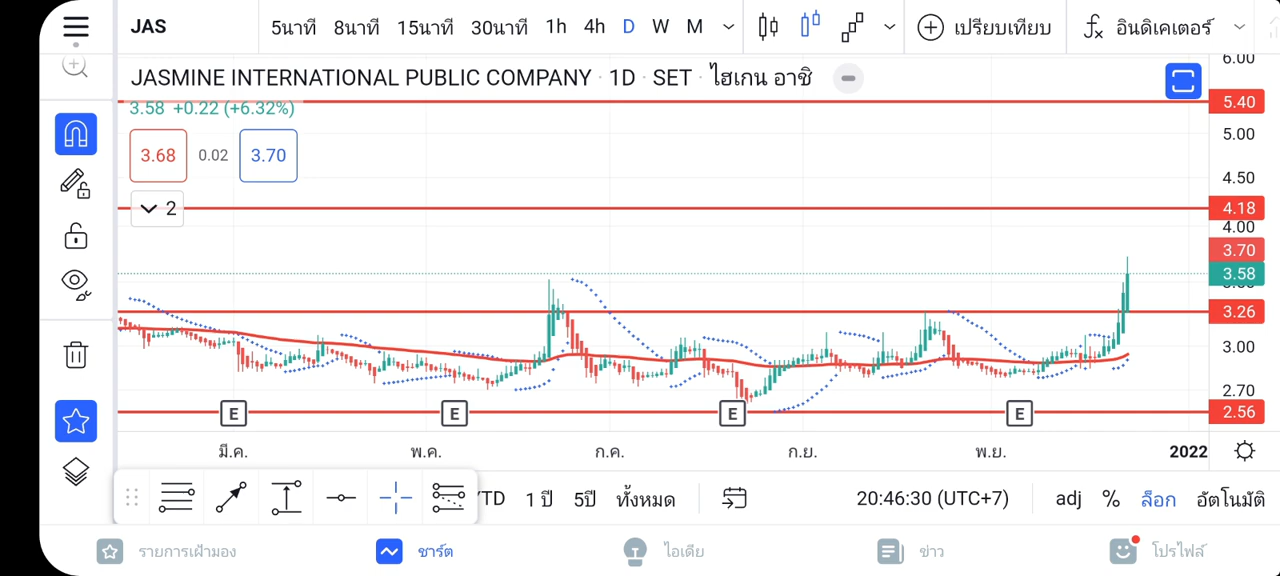 JAS
5นาที 8นาที 15นาที 30นาที 1h 4h D W M เปรียบเทียบ อินดิเคเตอร์
JASMINE INTERNATIONAL PUBLIC COMPANY · 1D · SET · ไฮเกน อาชิ
3.58 +0.22 (+6.32%)
3.68 0.02 3.70
2
6.00
5.40
5.00
4.50
4.18
4.00
3.70
3.58
3.26
3.00
2.70
2.56
E E E E
มี.ค. พ.ค. ก.ค. ก.ย. พ.ย. 2022
YTD 1 ปี 5ปี ทั้งหมด 20:46:30 (UTC+7) adj % ล็อก อัตโนมัติ
รายการเฝ้ามอง ชาร์ต ไอเดีย ข่าว โปรไฟล์